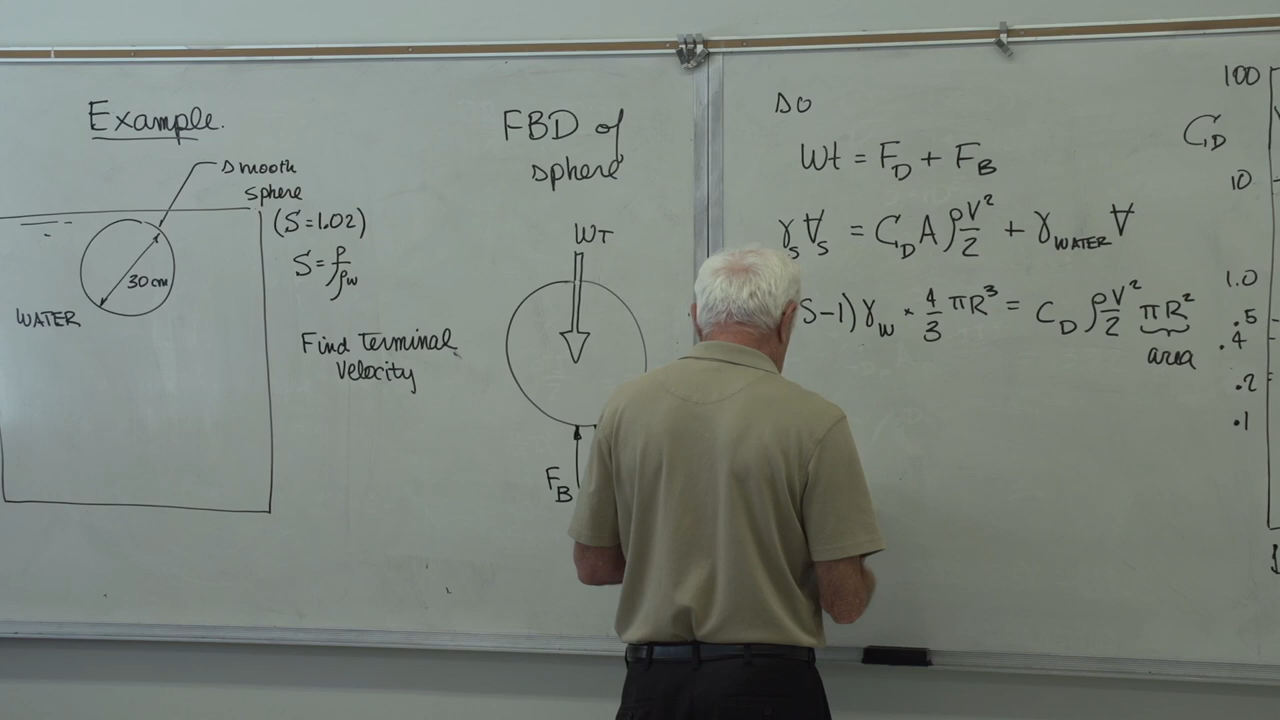 Example.
smooth
sphere
(S=1.02)
S=ρ/ρw
30 cm
WATER
Find Terminal
Velocity
FBD of
sphere
WT
FB
so
Wt = FD + FB
γs∀s = CD A ρV²/2 + γWATER ∀
S-1)γw × 4/3 πR³ = CD ρV²/2 πR²
area
CD
100
10
1.0
.5
.4
.2
.1